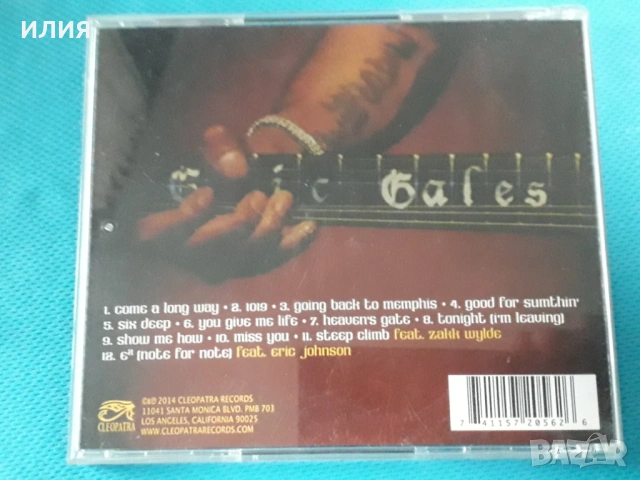 илия
Eric Gales
1. come a long way • 2. 1019 • 3. going back to memphis • 4. good for sumthin'
5. six deep • 6. you give me life • 7. heaven's gate • 8. tonight (i'm leaving)
9. show me how • 10. miss you • 11. steep climb feat. zakk wylde
12. e² (note for note) feat. eric johnson
CLEOPATRA
©℗ 2014 CLEOPATRA RECORDS
11041 SANTA MONICA BLVD. PMB 703
LOS ANGELES, CALIFORNIA 90025
WWW.CLEOPATRARECORDS.COM
7 41157 20562 6
bazar